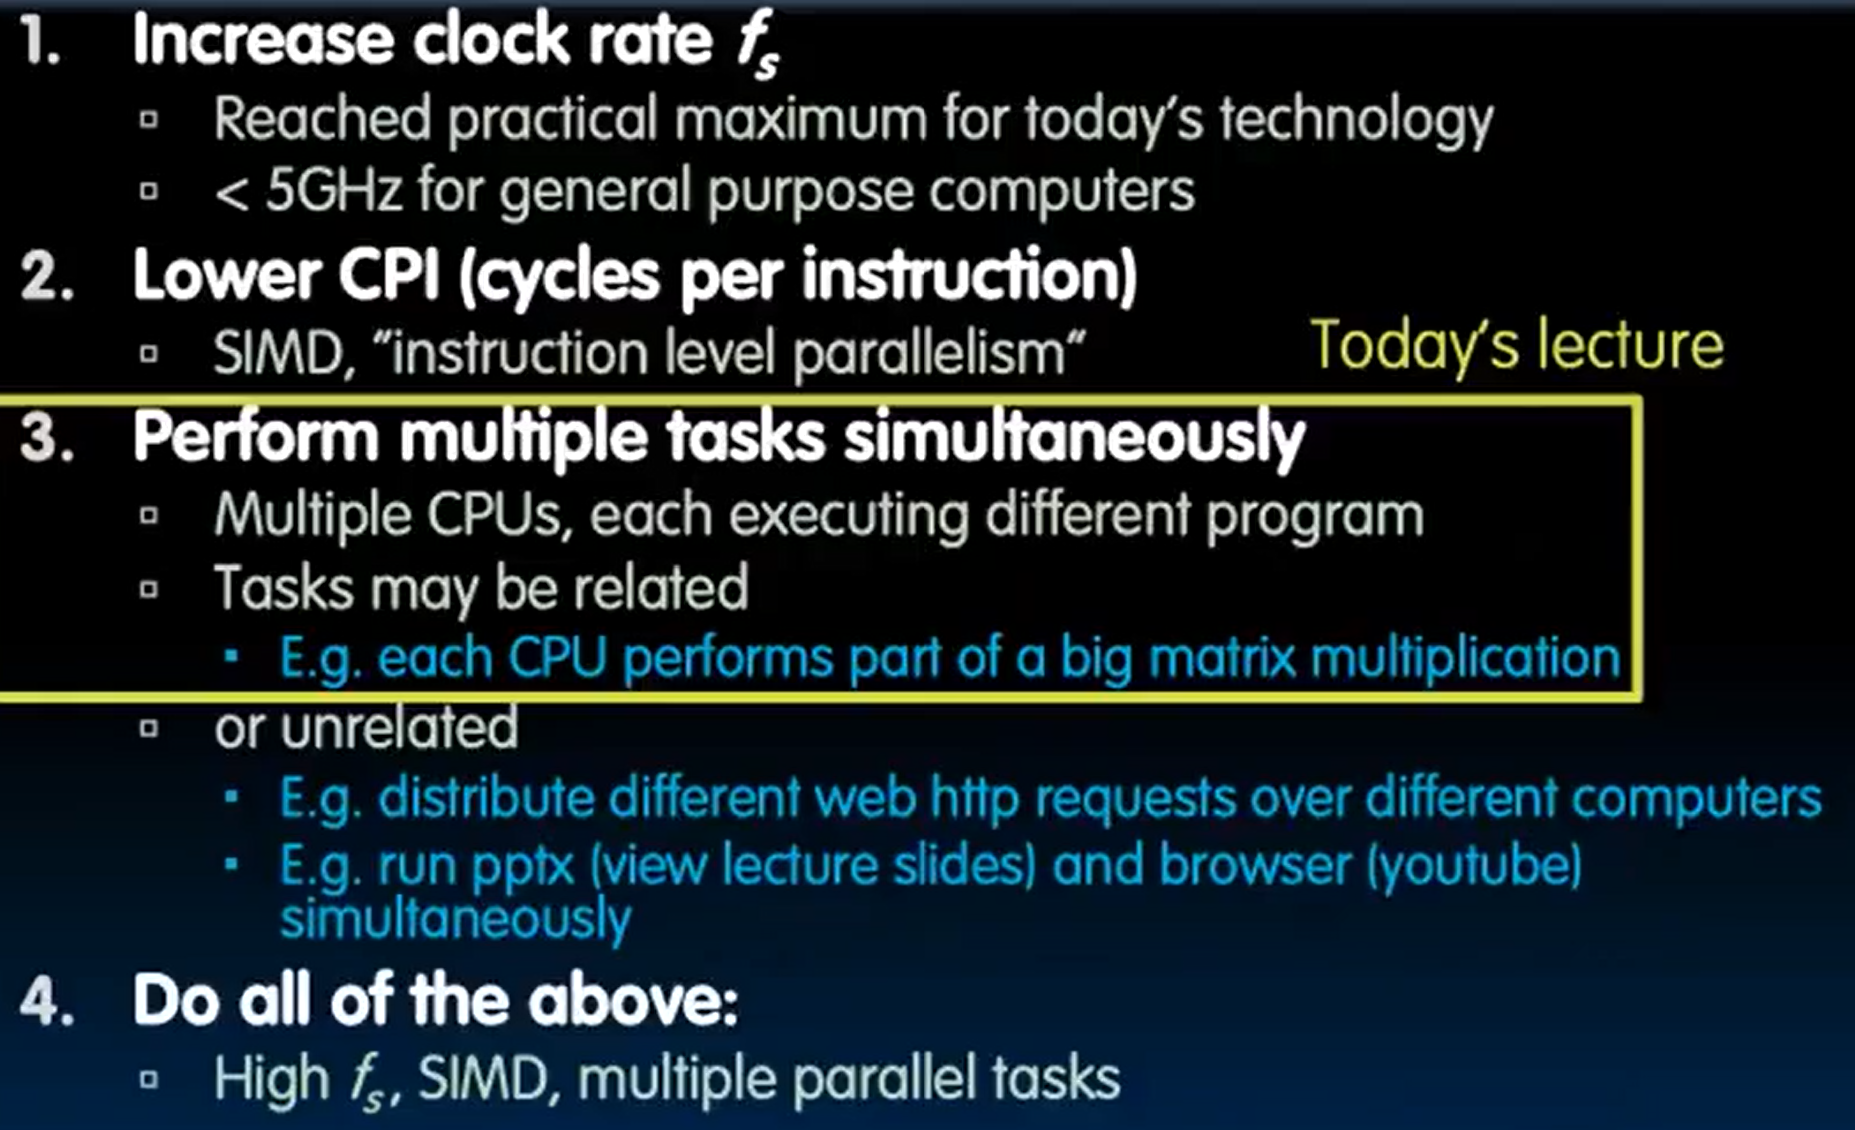 1. Increase clock rate fs
▫ Reached practical maximum for today's technology
▫ < 5GHz for general purpose computers
2. Lower CPI (cycles per instruction)
▫ SIMD, "instruction level parallelism"
Today's lecture
3. Perform multiple tasks simultaneously
▫ Multiple CPUs, each executing different program
▫ Tasks may be related
▪ E.g. each CPU performs part of a big matrix multiplication
▫ or unrelated
▪ E.g. distribute different web http requests over different computers
▪ E.g. run pptx (view lecture slides) and browser (youtube)
simultaneously
4. Do all of the above:
▫ High fs, SIMD, multiple parallel tasks